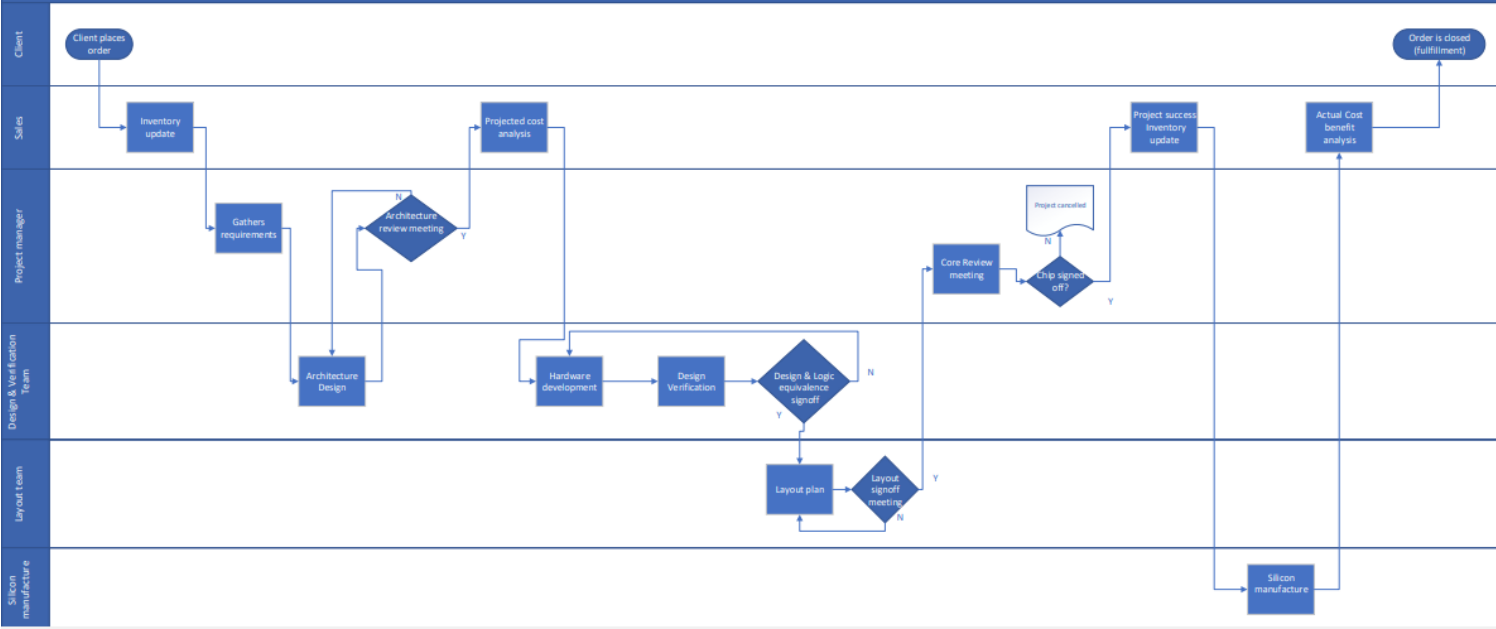 Client
Client places
order
Order is closed
(fullfillment)
Sales
Inventory
update
Projected cost
analysis
Project success
Inventory
update
Actual Cost
benefit
analysis
Project manager
Gathers
requirements
N
Architecture
review meeting
Y
Core Review
meeting
Project cancelled
N
Chip signed
off?
Y
Design & Verification
Team
Architecture
Design
Hardware
development
Design
Verification
Design & Logic
equivalence
signoff
N
Y
Layout team
Layout plan
Layout
signoff
meeting
Y
N
Silicon
manufacture
Silicon
manufacture